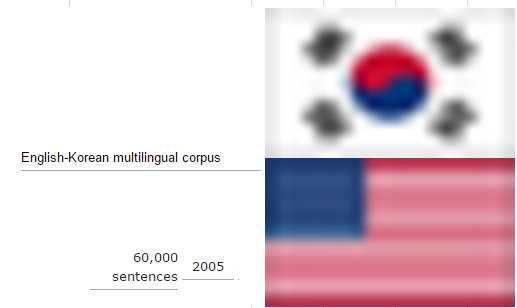 English-Korean multilingual corpus
60,000
sentences
2005